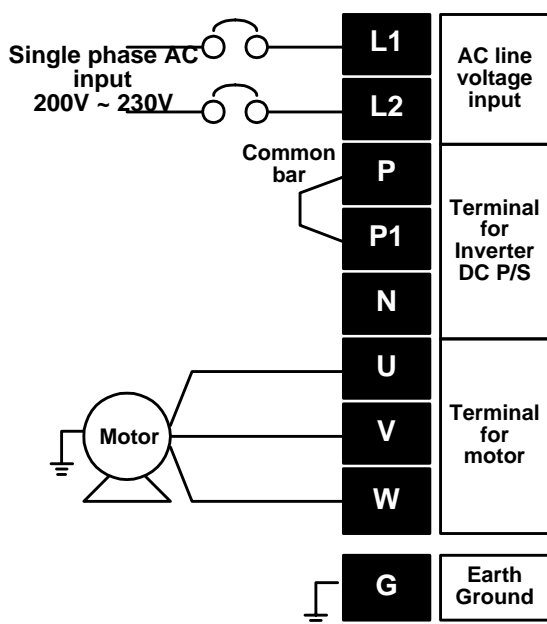 Single phase AC
input
200V ~ 230V
L1
L2
AC line
voltage
input
Common
bar
P
P1
N
Terminal
for
Inverter
DC P/S
Motor
U
V
W
Terminal
for
motor
G
Earth
Ground